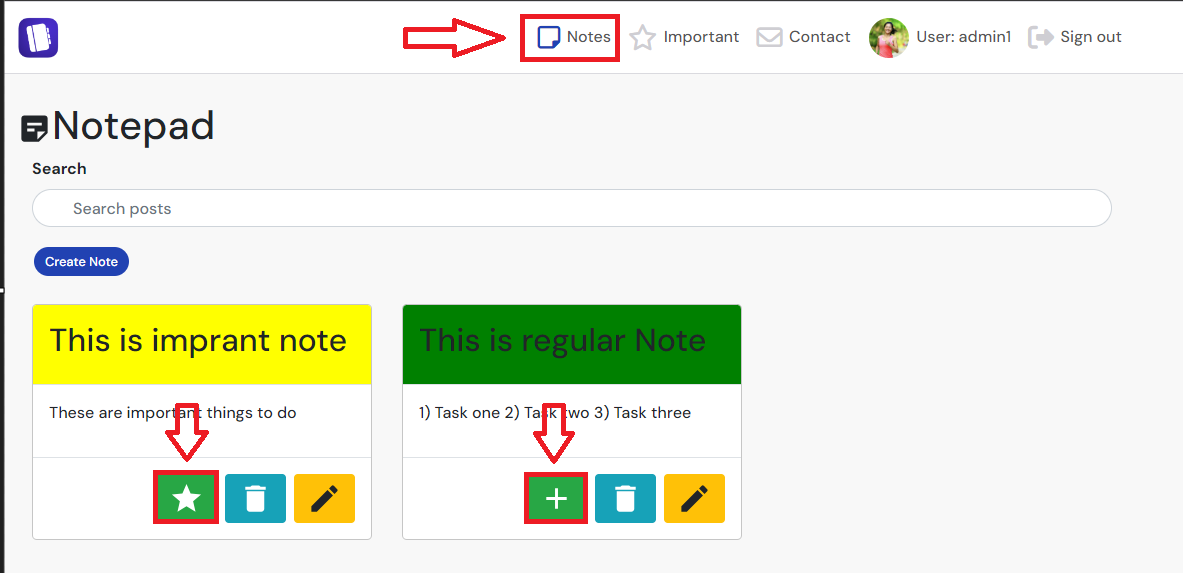 Notes Important Contact User: admin1 Sign out
Notepad
Search
Search posts
Create Note
This is imprant note
These are important things to do
This is regular Note
1) Task one 2) Task two 3) Task three